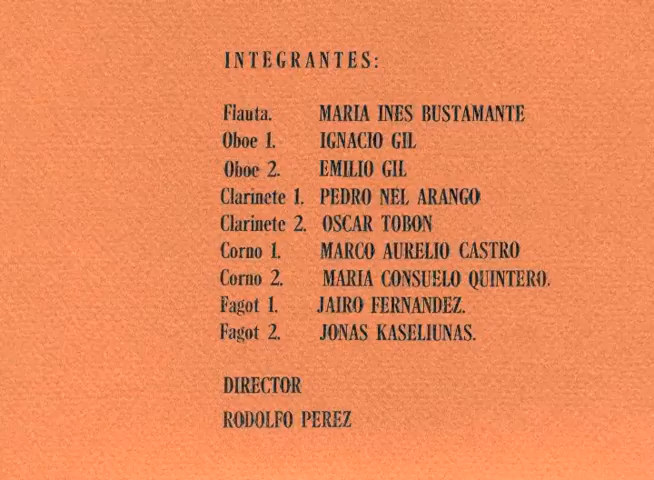 INTEGRANTES:
Flauta. MARIA INES BUSTAMANTE
Oboe 1. IGNACIO GIL
Oboe 2. EMILIO GIL
Clarinete 1. PEDRO NEL ARANGO
Clarinete 2. OSCAR TOBON
Corno 1. MARCO AURELIO CASTRO
Corno 2. MARIA CONSUELO QUINTERO.
Fagot 1. JAIRO FERNANDEZ.
Fagot 2. JONAS KASELIUNAS.
DIRECTOR
RODOLFO PEREZ